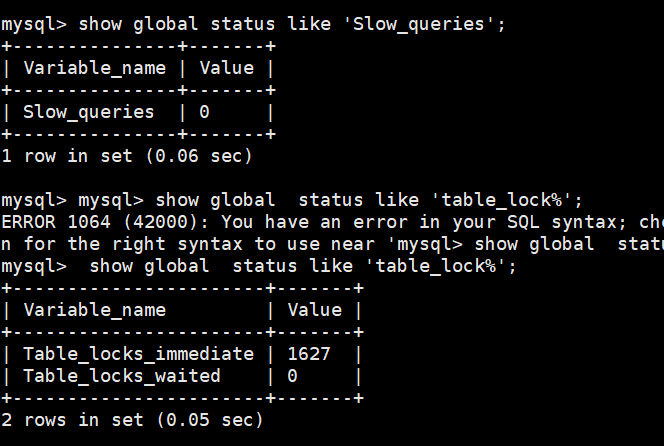 mysql> show global status like 'Slow_queries';
+---------------+-------+
| Variable_name | Value |
+---------------+-------+
| Slow_queries  | 0     |
+---------------+-------+
1 row in set (0.06 sec)

mysql> mysql> show global  status like 'table_lock%';
ERROR 1064 (42000): You have an error in your SQL syntax; che
n for the right syntax to use near 'mysql> show global  statu
mysql>  show global  status like 'table_lock%';
+-----------------------+-------+
| Variable_name         | Value |
+-----------------------+-------+
| Table_locks_immediate | 1627  |
| Table_locks_waited    | 0     |
+-----------------------+-------+
2 rows in set (0.05 sec)